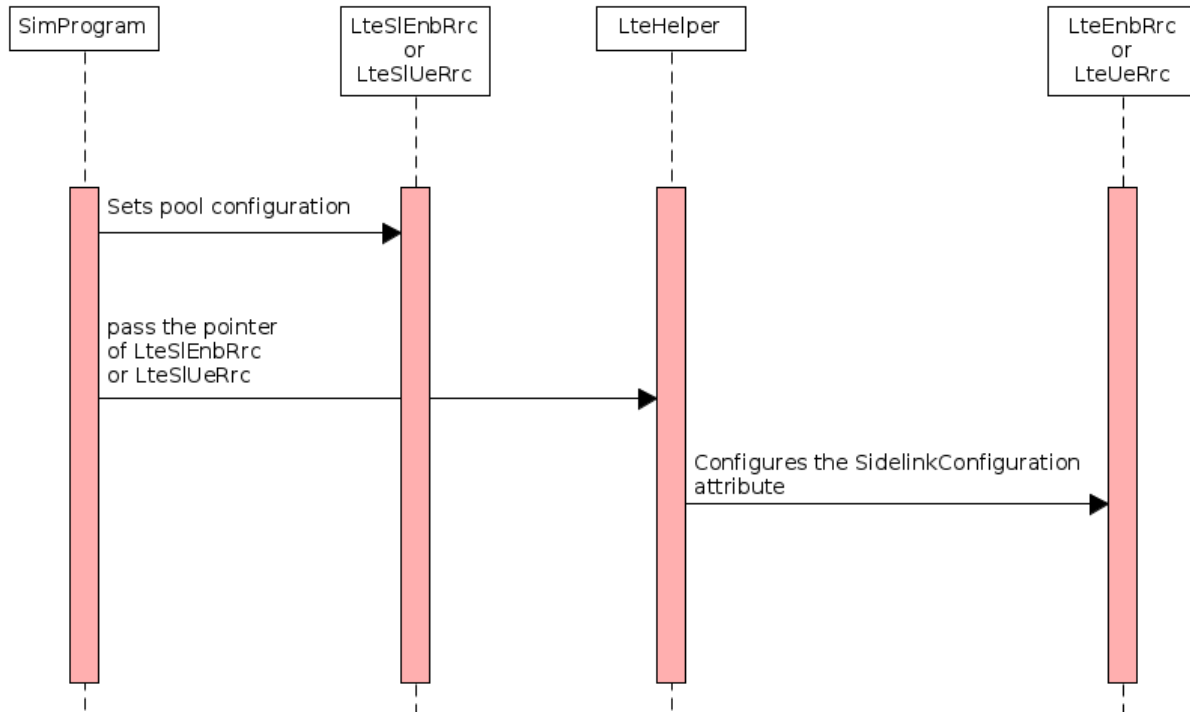 SimProgram
LteSlEnbRrc
or
LteSlUeRrc
LteHelper
LteEnbRrc
or
LteUeRrc
Sets pool configuration
pass the pointer
of LteSlEnbRrc
or LteSlUeRrc
Configures the SidelinkConfiguration
attribute